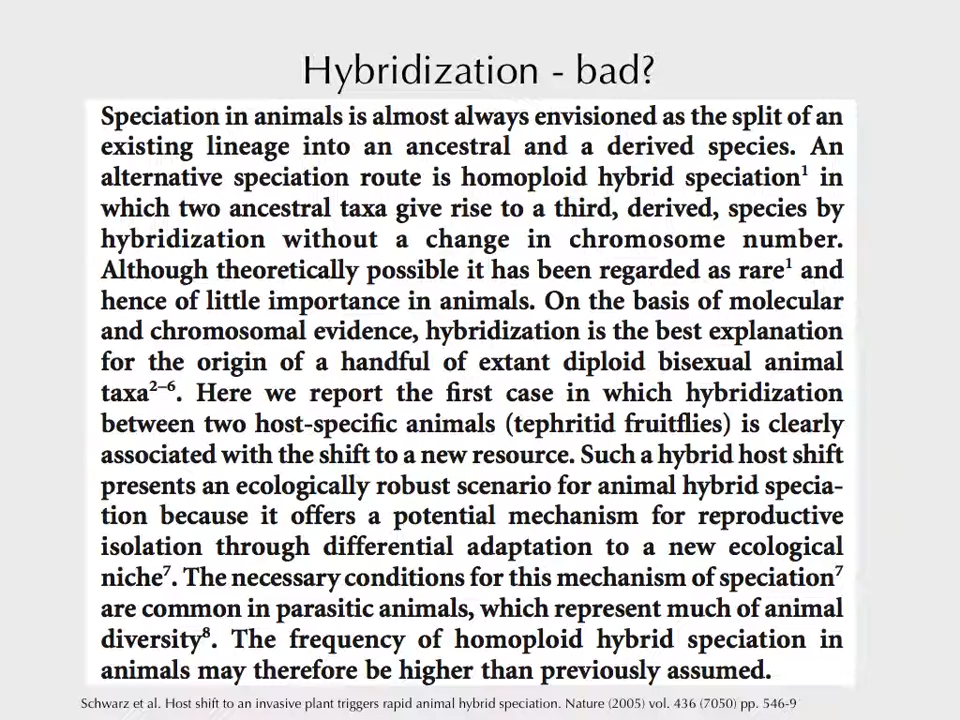 Hybridization - bad?
Speciation in animals is almost always envisioned as the split of an
existing lineage into an ancestral and a derived species. An
alternative speciation route is homoploid hybrid speciation¹ in
which two ancestral taxa give rise to a third, derived, species by
hybridization without a change in chromosome number.
Although theoretically possible it has been regarded as rare¹ and
hence of little importance in animals. On the basis of molecular
and chromosomal evidence, hybridization is the best explanation
for the origin of a handful of extant diploid bisexual animal
taxa²⁻⁶. Here we report the first case in which hybridization
between two host-specific animals (tephritid fruitflies) is clearly
associated with the shift to a new resource. Such a hybrid host shift
presents an ecologically robust scenario for animal hybrid specia-
tion because it offers a potential mechanism for reproductive
isolation through differential adaptation to a new ecological
niche⁷. The necessary conditions for this mechanism of speciation⁷
are common in parasitic animals, which represent much of animal
diversity⁸. The frequency of homoploid hybrid speciation in
animals may therefore be higher than previously assumed.
Schwarz et al. Host shift to an invasive plant triggers rapid animal hybrid speciation. Nature (2005) vol. 436 (7050) pp. 546-9